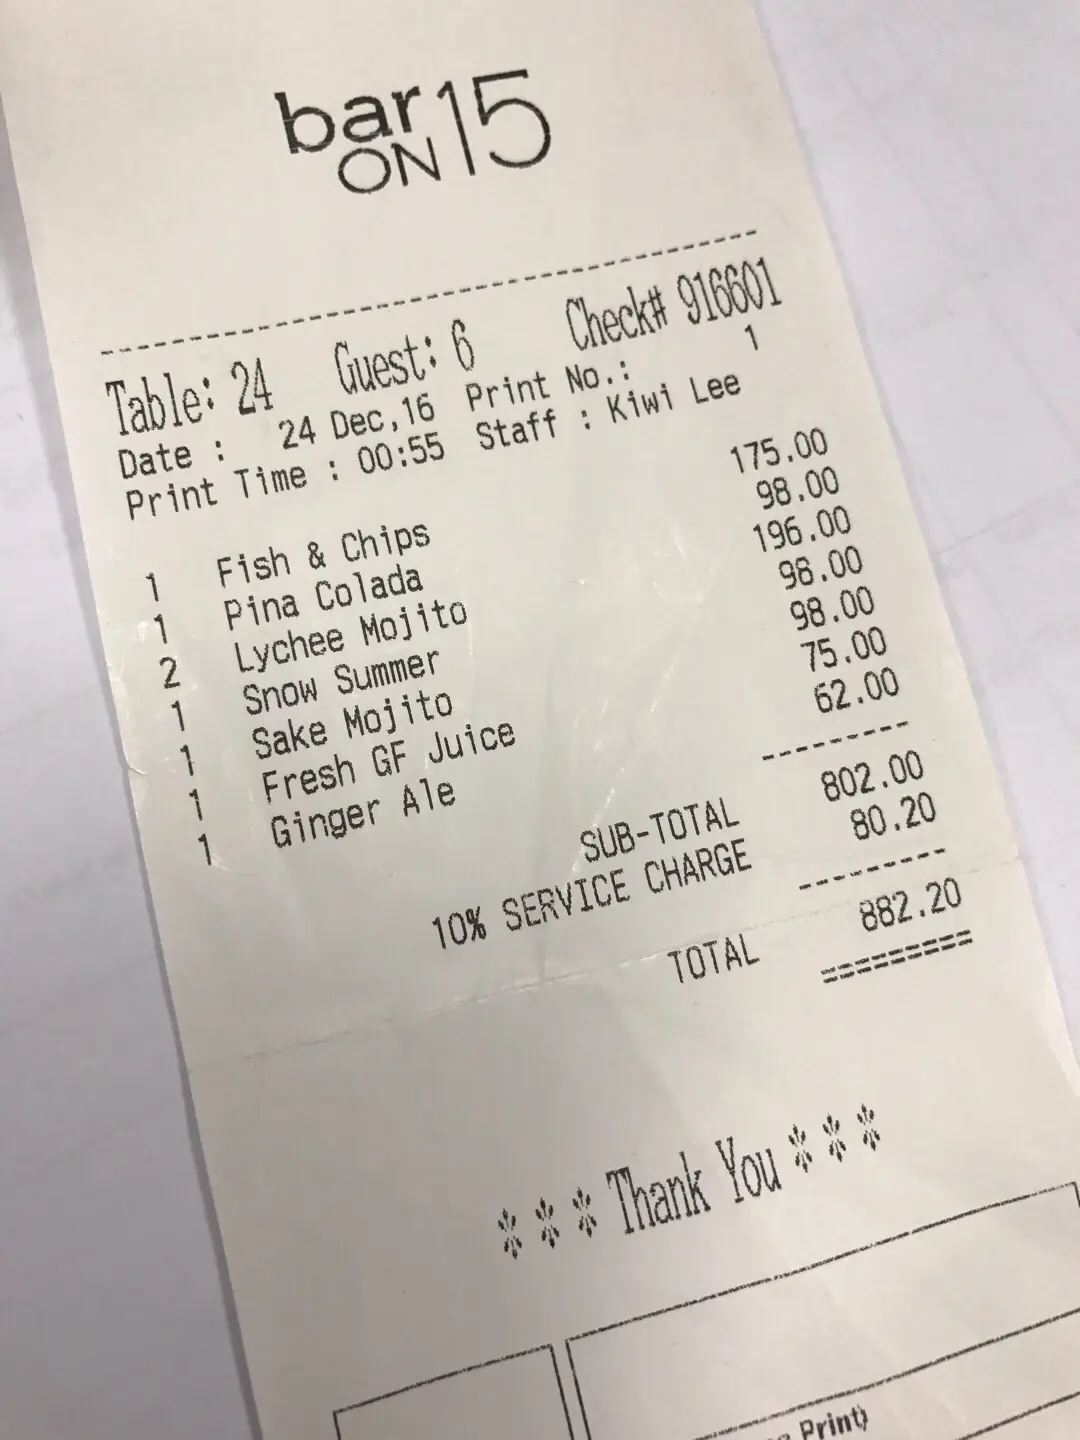 bar
ON 15
Table: 24 Guest: 6 Check# 916601
Date : 24 Dec,16 Print No.: 1
Print Time : 00:55 Staff : Kiwi Lee
1 Fish & Chips 175.00
1 Pina Colada 98.00
2 Lychee Mojito 196.00
1 Snow Summer 98.00
1 Sake Mojito 98.00
1 Fresh GF Juice 75.00
1 Ginger Ale 62.00
SUB-TOTAL 802.00
10% SERVICE CHARGE 80.20
TOTAL 882.20
* * * Thank You * * *
Print)